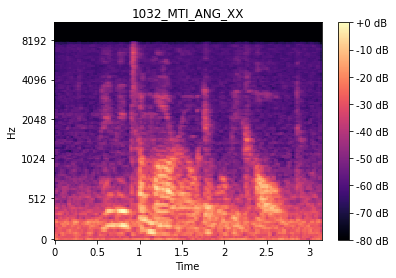 1032_MTI_ANG_XX
+0 dB
8192
-10 dB
4096
-20 dB
-30 dB
2048
Hz
-40 dB
1024
-50 dB
512
-60 dB
-70 dB
0
-80 dB
0 0.5 1 1.5 2 2.5 3
Time